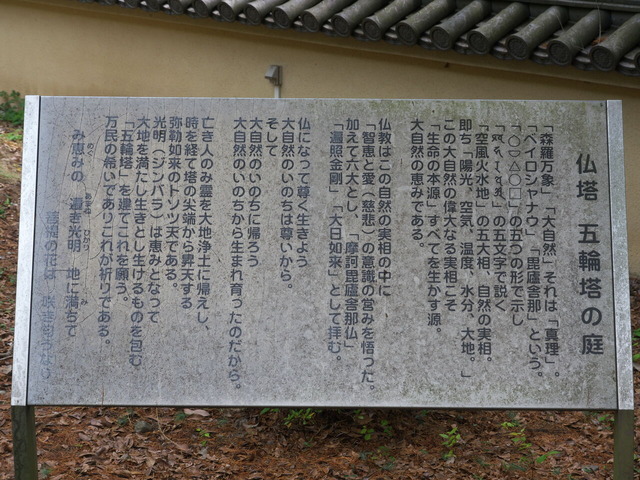 仏塔 五輪塔の庭
「森羅万象」「大自然」それは「真理」。
「ベイロシャナウ」「毘廬舎那」という。
の五つの形で示し
の五文字で説く
「空風火水地」の五大相、自然の実相。
即ち「陽光、空気、温度、水分、大地。」
この大自然の偉大なる実相こそ
「生命の本源」すべてを生かす源。
大自然の恵みである。
仏教はこの自然の実相の中に
「智恵と愛（慈悲）の意識の営みを悟った。
加えて六大とし、「摩訶毘廬舎那仏」
「遍照金剛」「大日如来」として拝む。
仏になって尊く生きよう
大自然のいのちは尊いから。
そして
大自然のいのちに帰ろう
大自然のいのちから生まれ育ったのだから。
亡き人のみ霊を大地浄土に帰えし、
時を経て塔の尖端から昇天する
弥勒如来のトソツ天である。
光明（ジンバラ）は恵みとなって
大地を満たし生きとし生けるものを包む
「五輪塔」を建てこれを願う。
万民の希いでありこれが祈りである。
み恵みの 遍き光明 地に満ちて
の花は 咲き